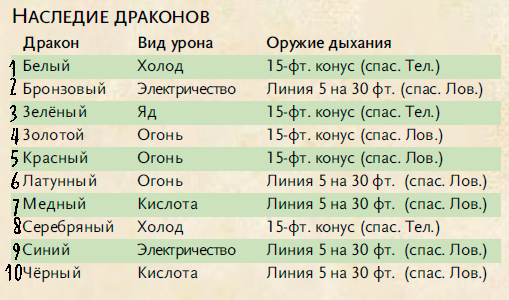 НАСЛЕДИЕ ДРАКОНОВ
Дракон Вид урона Оружие дыхания
1 Белый Холод 15-фт. конус (спас. Тел.)
2 Бронзовый Электричество Линия 5 на 30 фт. (спас. Лов.)
3 Зелёный Яд 15-фт. конус (спас. Тел.)
4 Золотой Огонь 15-фт. конус (спас. Лов.)
5 Красный Огонь 15-фт. конус (спас. Лов.)
6 Латунный Огонь Линия 5 на 30 фт. (спас. Лов.)
7 Медный Кислота Линия 5 на 30 фт. (спас. Лов.)
8 Серебряный Холод 15-фт. конус (спас. Тел.)
9 Синий Электричество Линия 5 на 30 фт. (спас. Лов.)
10 Чёрный Кислота Линия 5 на 30 фт. (спас. Лов.)